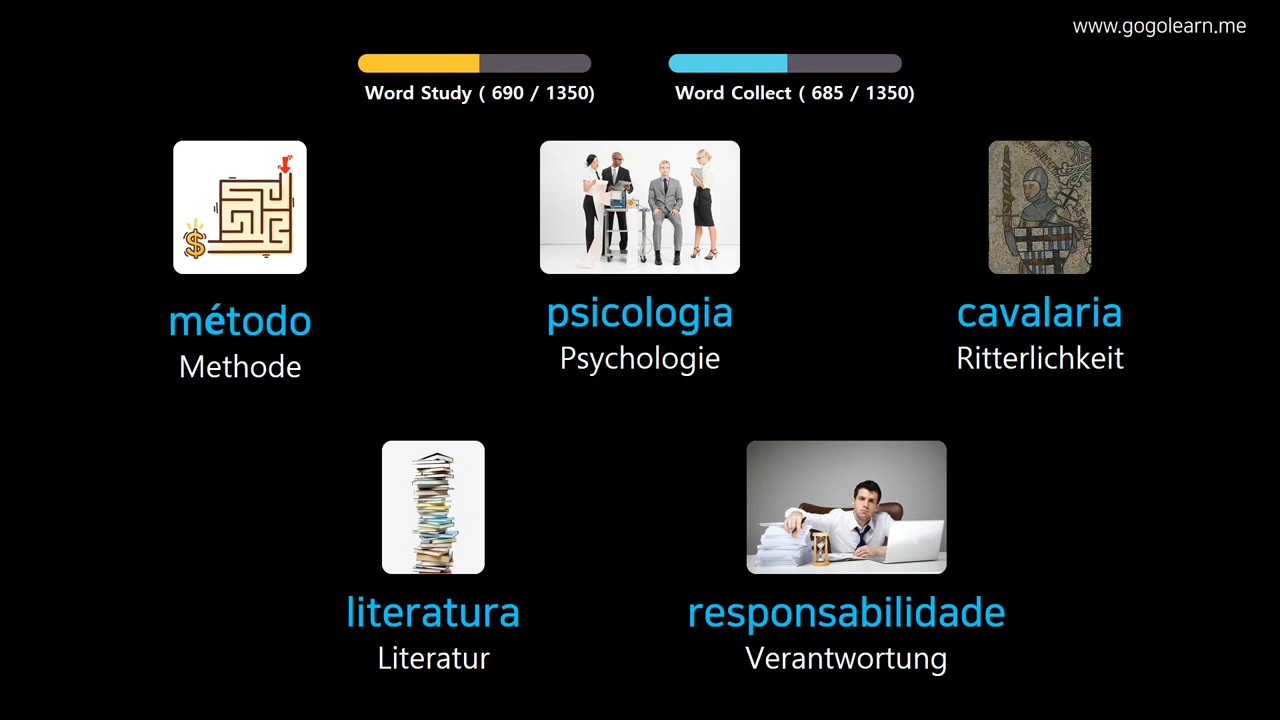 www.gogolearn.me
Word Study ( 690 / 1350)
Word Collect ( 685 / 1350)
método
Methode
psicologia
Psychologie
cavalaria
Ritterlichkeit
literatura
Literatur
responsabilidade
Verantwortung